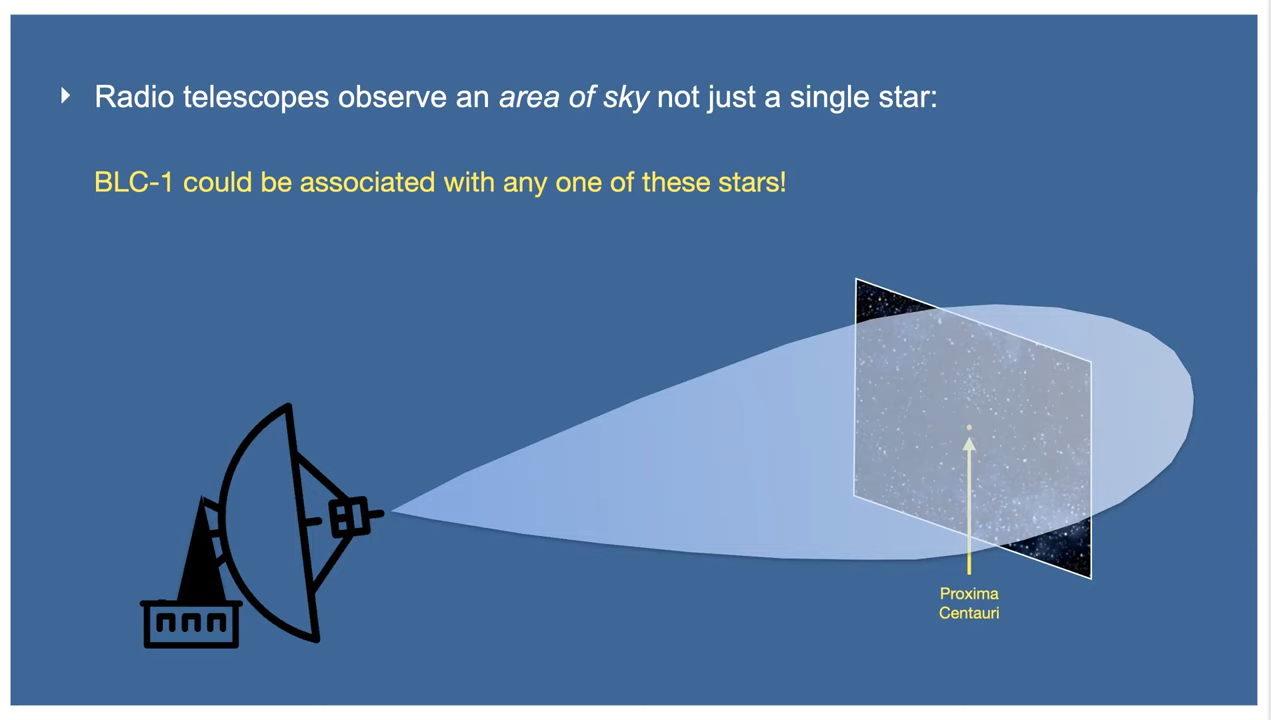 Radio telescopes observe an area of sky not just a single star:
BLC-1 could be associated with any one of these stars!
Proxima
Centauri